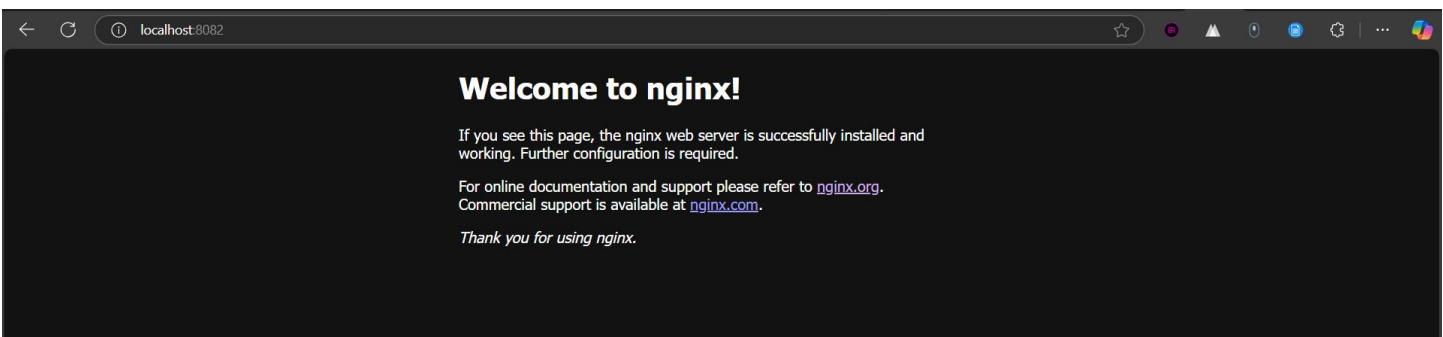 localhost:8082
Welcome to nginx!
If you see this page, the nginx web server is successfully installed and
working. Further configuration is required.
For online documentation and support please refer to nginx.org.
Commercial support is available at nginx.com.
Thank you for using nginx.